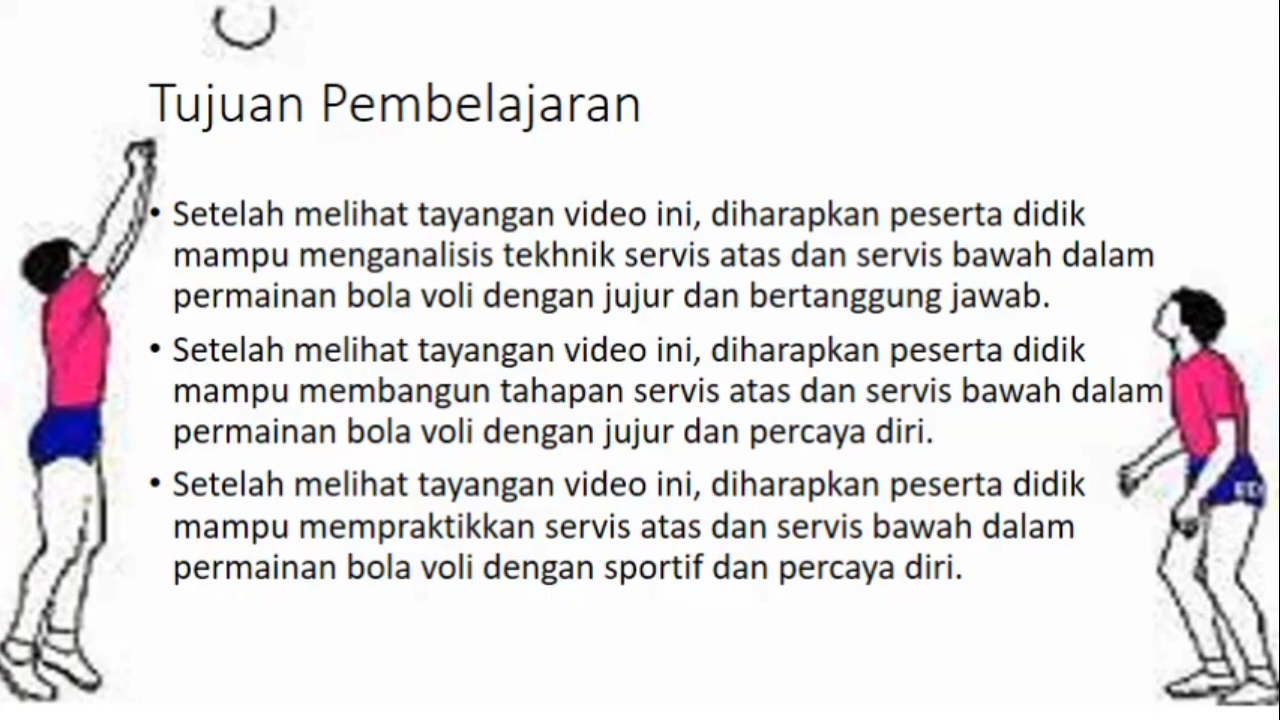 Tujuan Pembelajaran
• Setelah melihat tayangan video ini, diharapkan peserta didik
mampu menganalisis tekhnik servis atas dan servis bawah dalam
permainan bola voli dengan jujur dan bertanggung jawab.
• Setelah melihat tayangan video ini, diharapkan peserta didik
mampu membangun tahapan servis atas dan servis bawah dalam
permainan bola voli dengan jujur dan percaya diri.
• Setelah melihat tayangan video ini, diharapkan peserta didik
mampu mempraktikkan servis atas dan servis bawah dalam
permainan bola voli dengan sportif dan percaya diri.